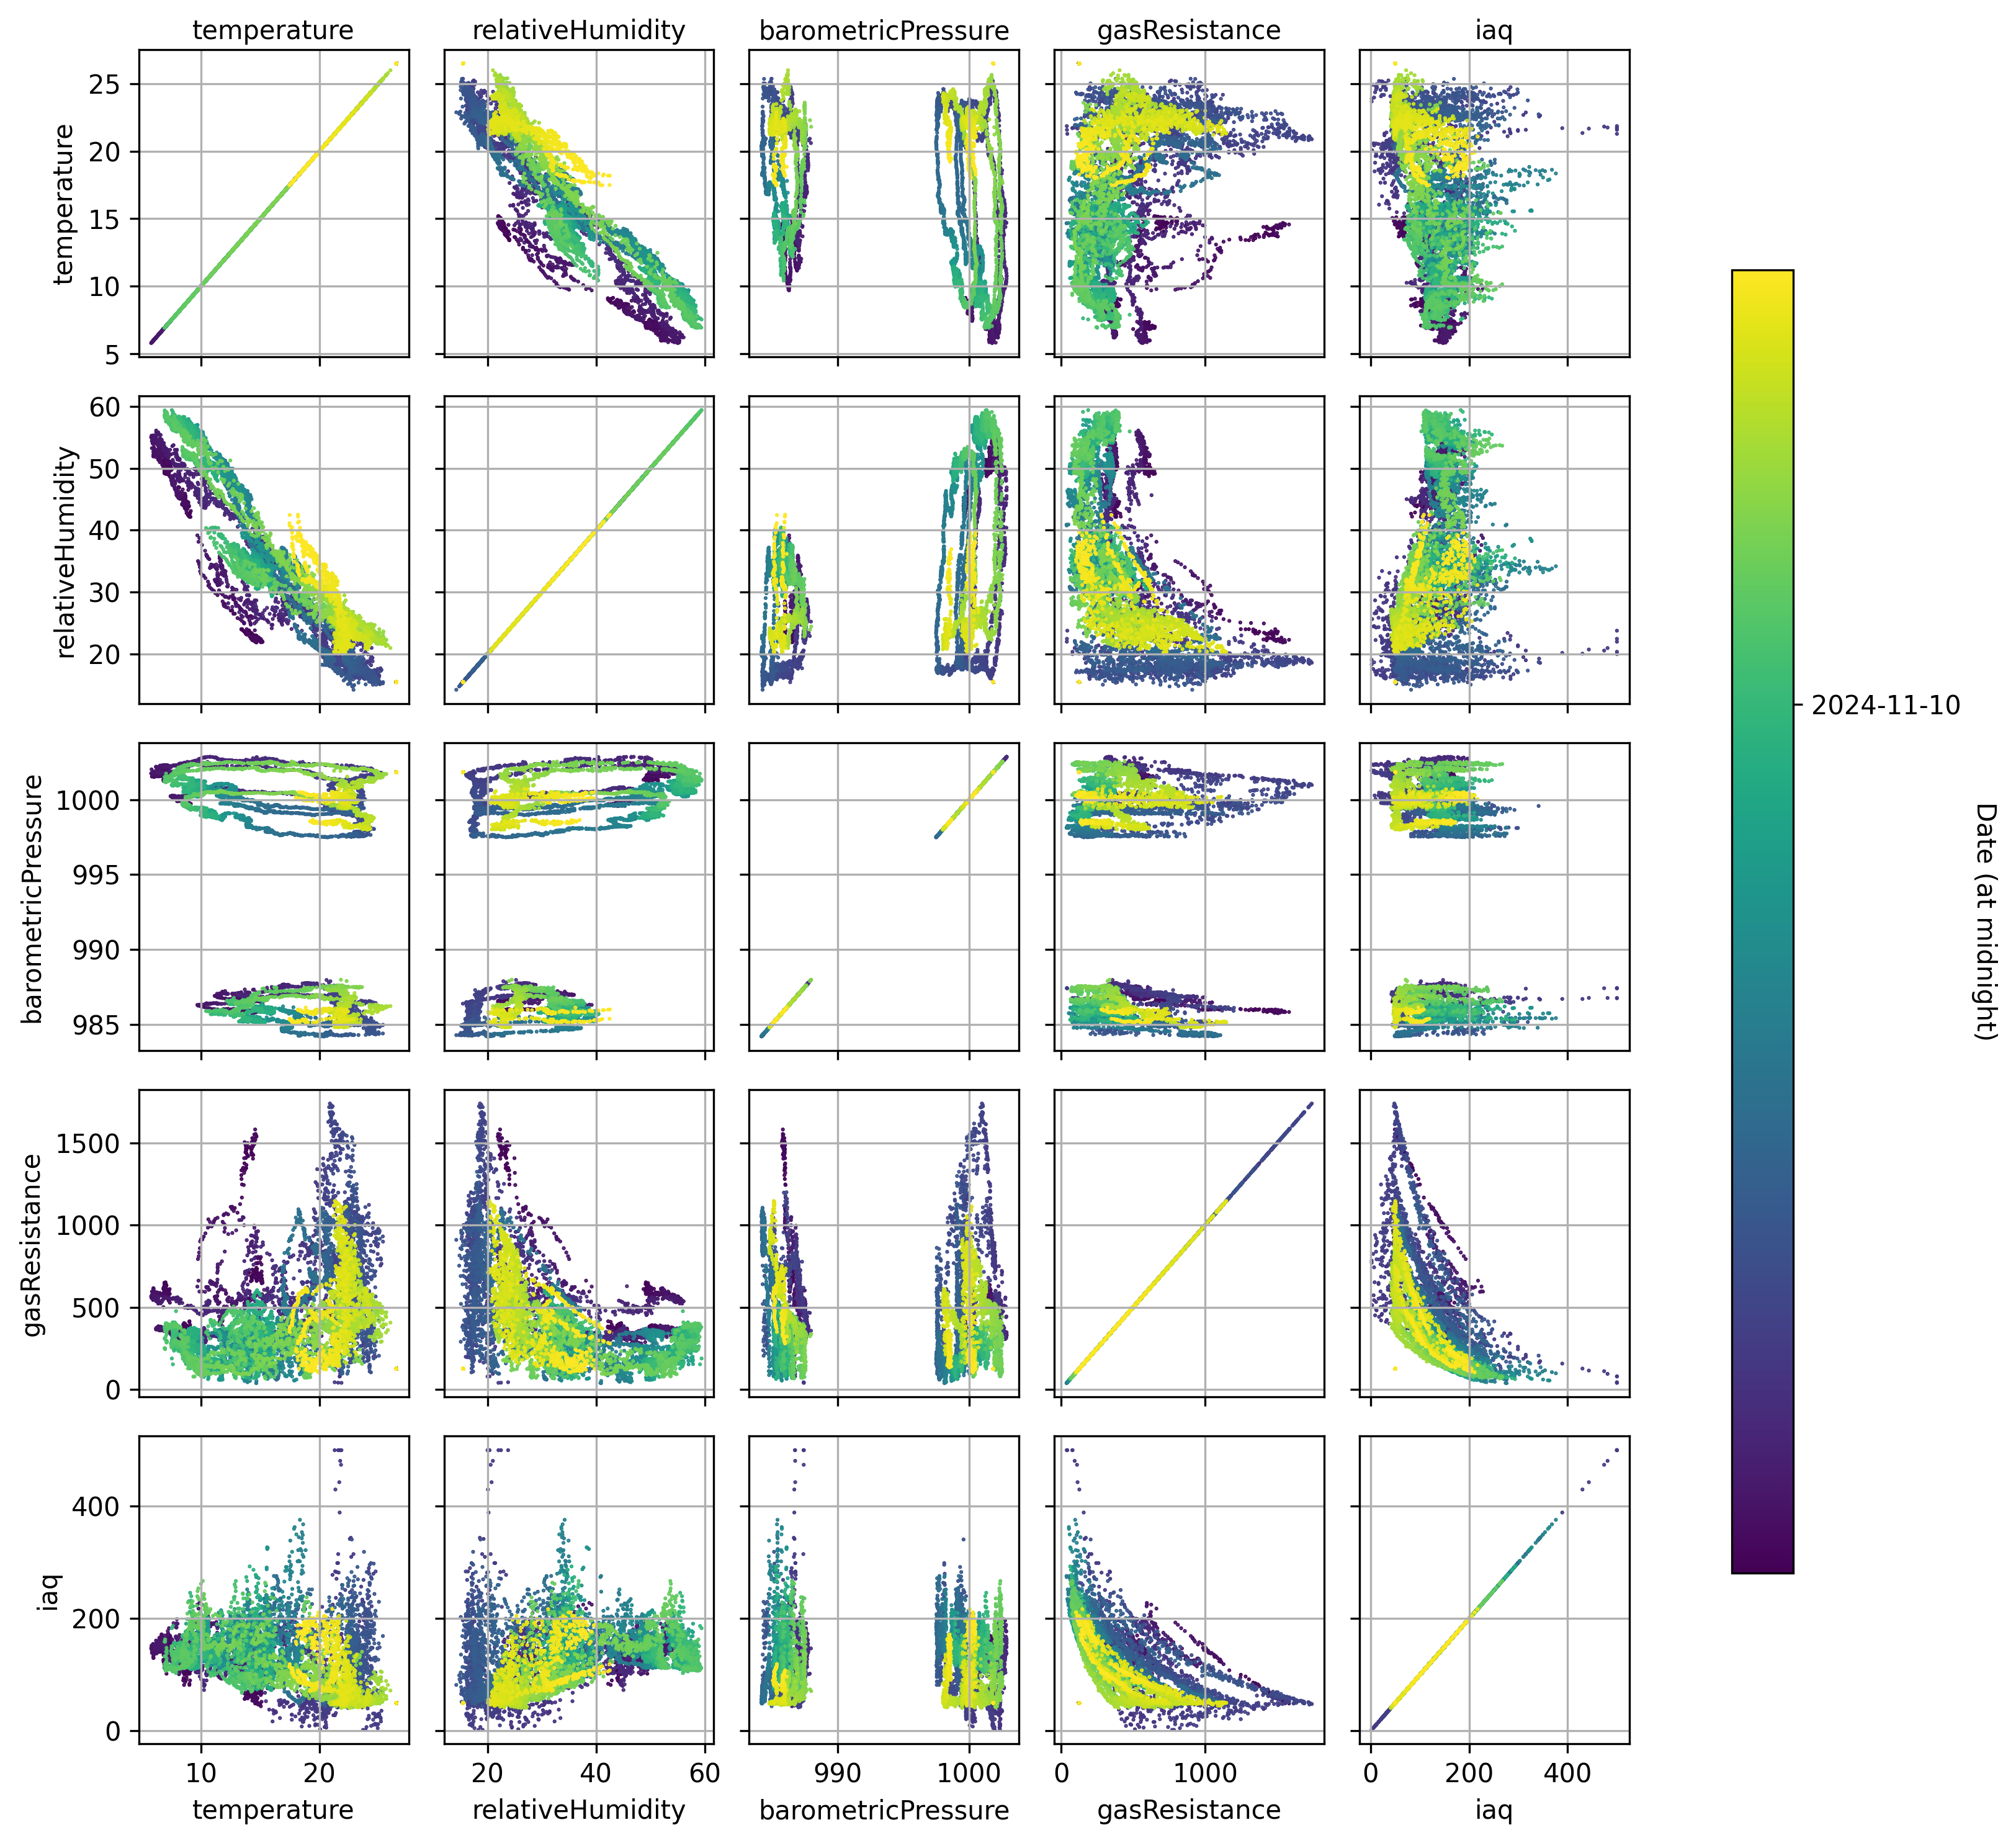 temperature relativeHumidity barometricPressure gasResistance iaq
temperature
25
20
15
10
5
relativeHumidity
60
50
40
30
20
barometricPressure
1000
995
990
985
gasResistance
1500
1000
500
0
iaq
400
200
0
10 20 20 40 60 990 1000 0 1000 0 200 400
temperature relativeHumidity barometricPressure gasResistance iaq
2024-11-10
Date (at midnight)